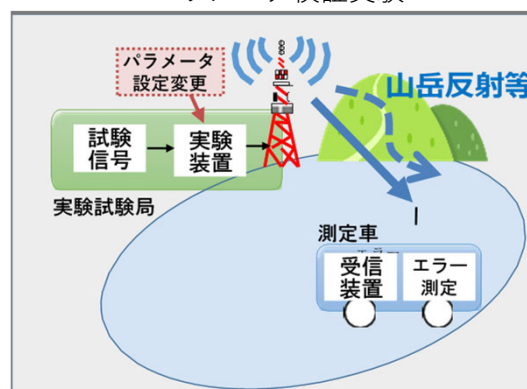 パラメータ
設定変更
山岳反射等
試験
信号
実験
装置
実験試験局
測定車
受信
装置
エラー
測定